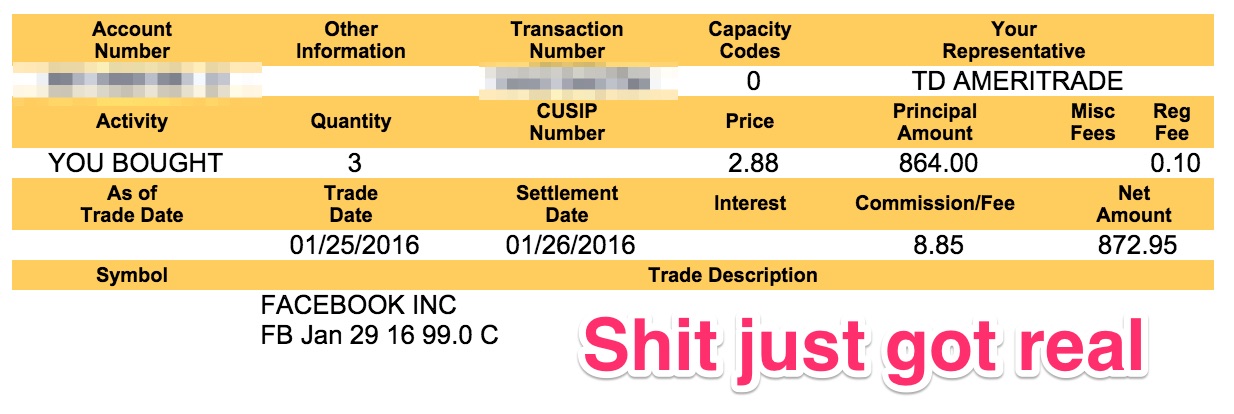 Account Number Other Information Transaction Number Capacity Codes Your Representative
0 TD AMERITRADE
Activity Quantity CUSIP Number Price Principal Amount Misc Fees Reg Fee
YOU BOUGHT 3 2.88 864.00 0.10
As of Trade Date Trade Date Settlement Date Interest Commission/Fee Net Amount
01/25/2016 01/26/2016 8.85 872.95
Symbol Trade Description
FACEBOOK INC
FB Jan 29 16 99.0 C
Shit just got real